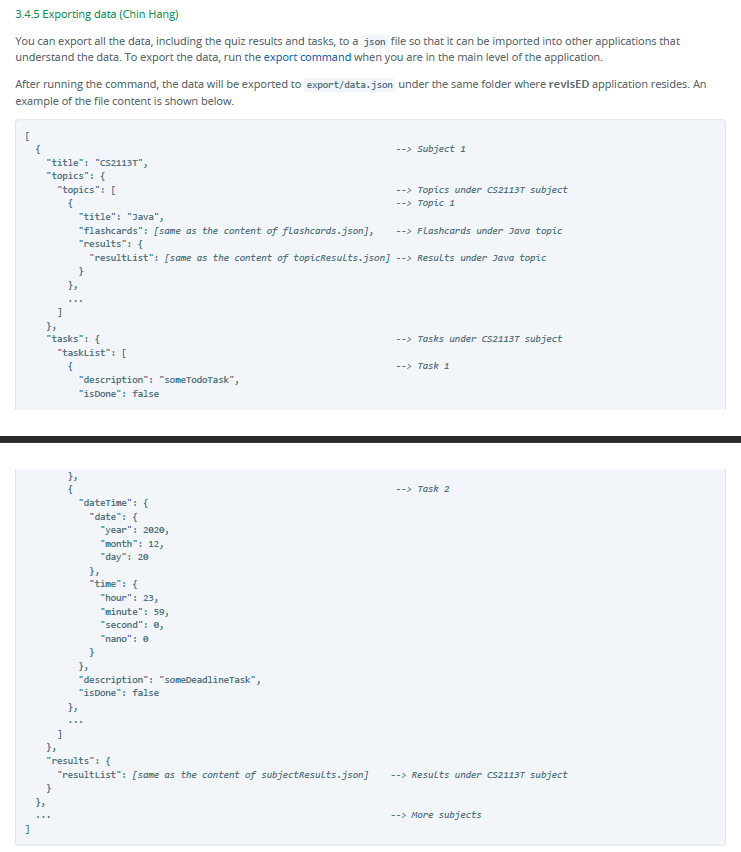 3.4.5 Exporting data (Chin Hang)
You can export all the data, including the quiz results and tasks, to a json file so that it can be imported into other applications that
understand the data. To export the data, run the export command when you are in the main level of the application.
After running the command, the data will be exported to export/data.json under the same folder where revisED application resides. An
example of the file content is shown below.
[
{ --> Subject 1
"title": "CS2113T",
"topics": {
"topics": [ --> Topics under CS2113T subject
{ --> Topic 1
"title": "Java",
"flashcards": [same as the content of flashcards.json], --> Flashcards under Java topic
"results": {
"resultList": [same as the content of topicResults.json] --> Results under Java topic
}
},
...
]
},
"tasks": { --> Tasks under CS2113T subject
"taskList": [
{ --> Task 1
"description": "someTodoTask",
"isDone": false
},
{ --> Task 2
"dateTime": {
"date": {
"year": 2020,
"month": 12,
"day": 20
},
"time": {
"hour": 23,
"minute": 59,
"second": 0,
"nano": 0
}
},
"description": "someDeadlineTask",
"isDone": false
},
...
]
},
"results": {
"resultList": [same as the content of subjectResults.json] --> Results under CS2113T subject
}
},
... --> More subjects
]